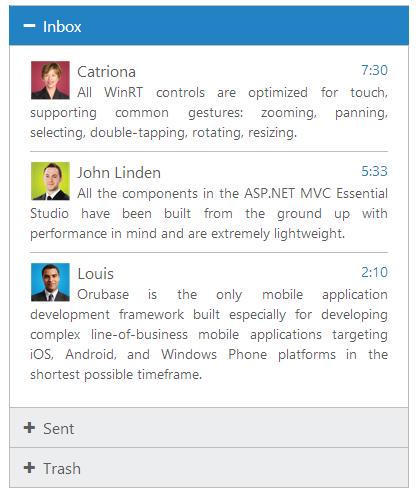 Inbox
Catriona 7:30
All WinRT controls are optimized for touch,
supporting common gestures: zooming, panning,
selecting, double-tapping, rotating, resizing.
John Linden 5:33
All the components in the ASP.NET MVC Essential
Studio have been built from the ground up with
performance in mind and are extremely lightweight.
Louis 2:10
Orubase is the only mobile application
development framework built especially for developing
complex line-of-business mobile applications targeting
iOS, Android, and Windows Phone platforms in the
shortest possible timeframe.
Sent
Trash